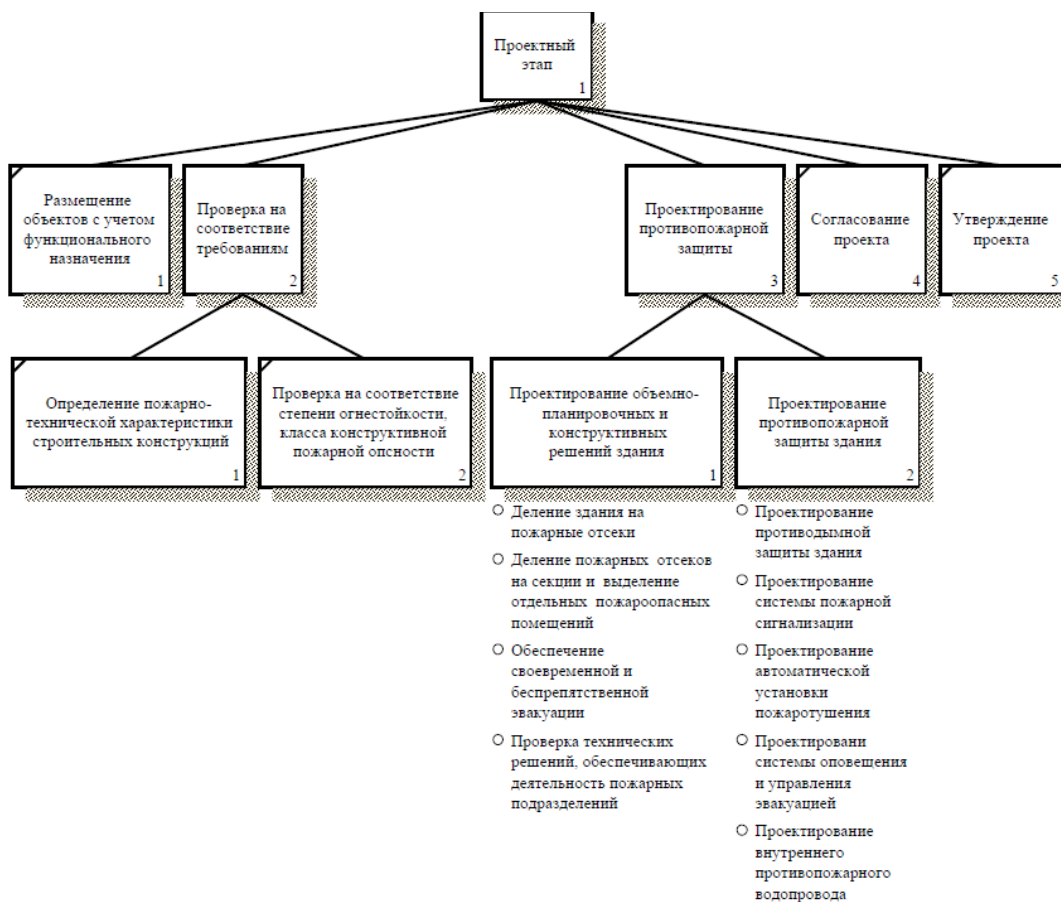 Проектный
этап
1
Размещение
объектов с учетом
функционального
назначения
1
Проверка на
соответствие
требованиям
2
Проектирование
противопожарной
защиты
3
Согласование
проекта
4
Утверждение
проекта
5
Определение пожарно-
технической характеристики
строительных конструкций
1
Проверка на соответствие
степени огнестойкости,
класса конструктивной
пожарной опсности
2
Проектирование объемно-
планировочных и
конструктивных
решений здания
1
Проектирование
противопожарной
защиты здания
2
Деление здания на
пожарные отсеки
Деление пожарных отсеков
на секции и выделение
отдельных пожароопасных
помещений
Обеспечение
своевременной и
беспрепятственной
эвакуации
Проверка технических
решений, обеспечивающих
деятельность пожарных
подразделений
Проектирование
противодымной
защиты здания
Проектирование
системы пожарной
сигнализации
Проектирование
автоматической
установки
пожаротушения
Проектировани
системы оповещения
и управления
эвакуацией
Проектирование
внутреннего
противопожарного
водопровода